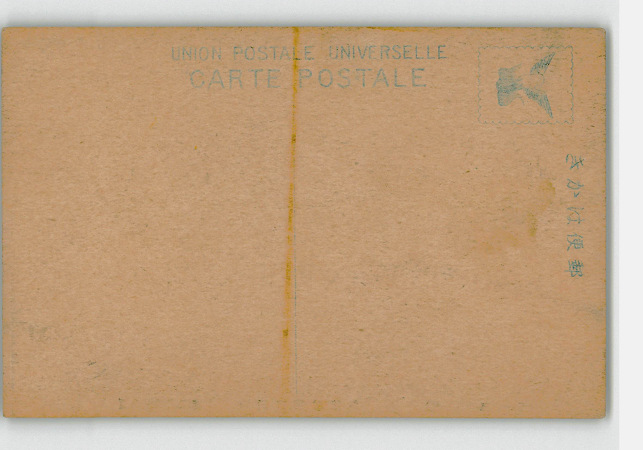 UNION POSTALE UNIVERSELLE
CARTE POSTALE
きかは便郵